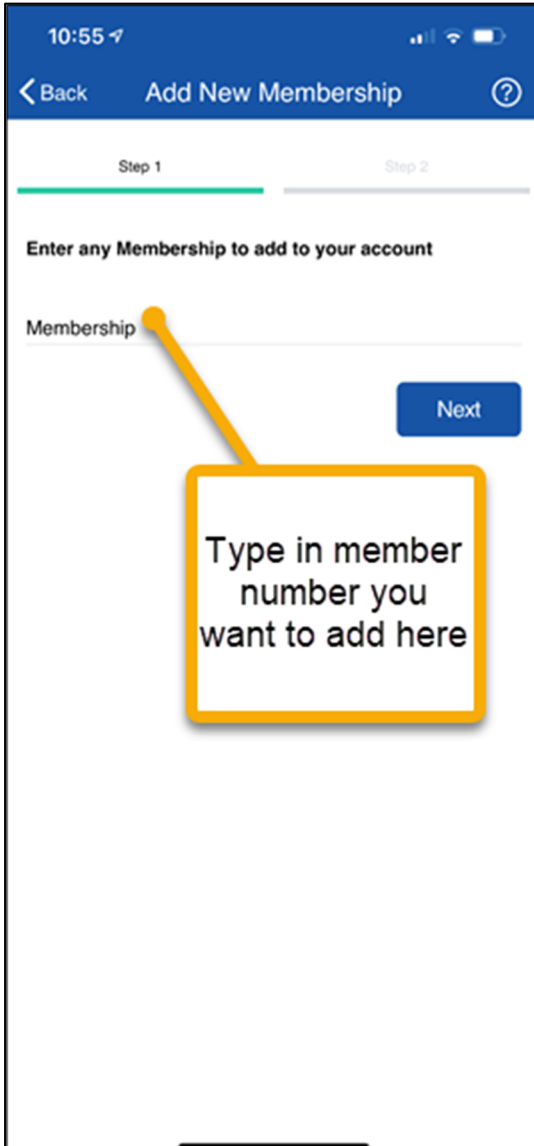 10:55
Back Add New Membership ?
Step 1 Step 2
Enter any Membership to add to your account
Membership
Next
Type in member
number you
want to add here